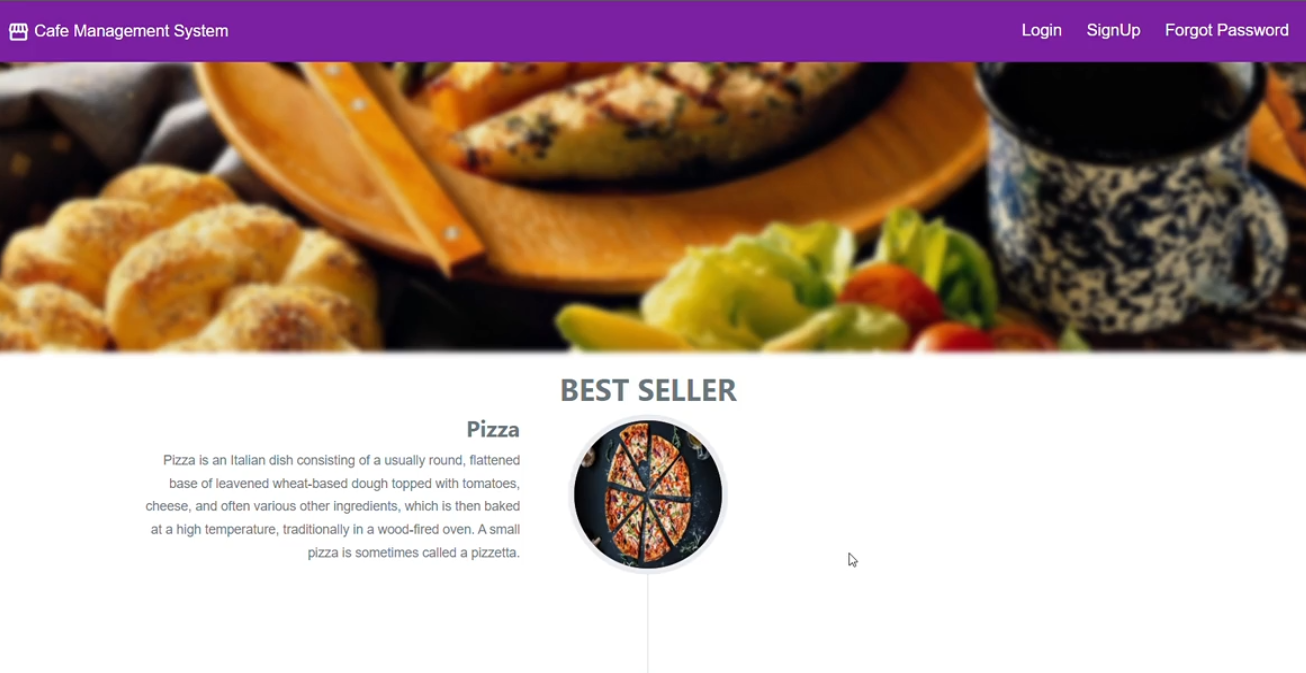 Cafe Management System
Login SignUp Forgot Password
BEST SELLER
Pizza
Pizza is an Italian dish consisting of a usually round, flattened
base of leavened wheat-based dough topped with tomatoes,
cheese, and often various other ingredients, which is then baked
at a high temperature, traditionally in a wood-fired oven. A small
pizza is sometimes called a pizzetta.